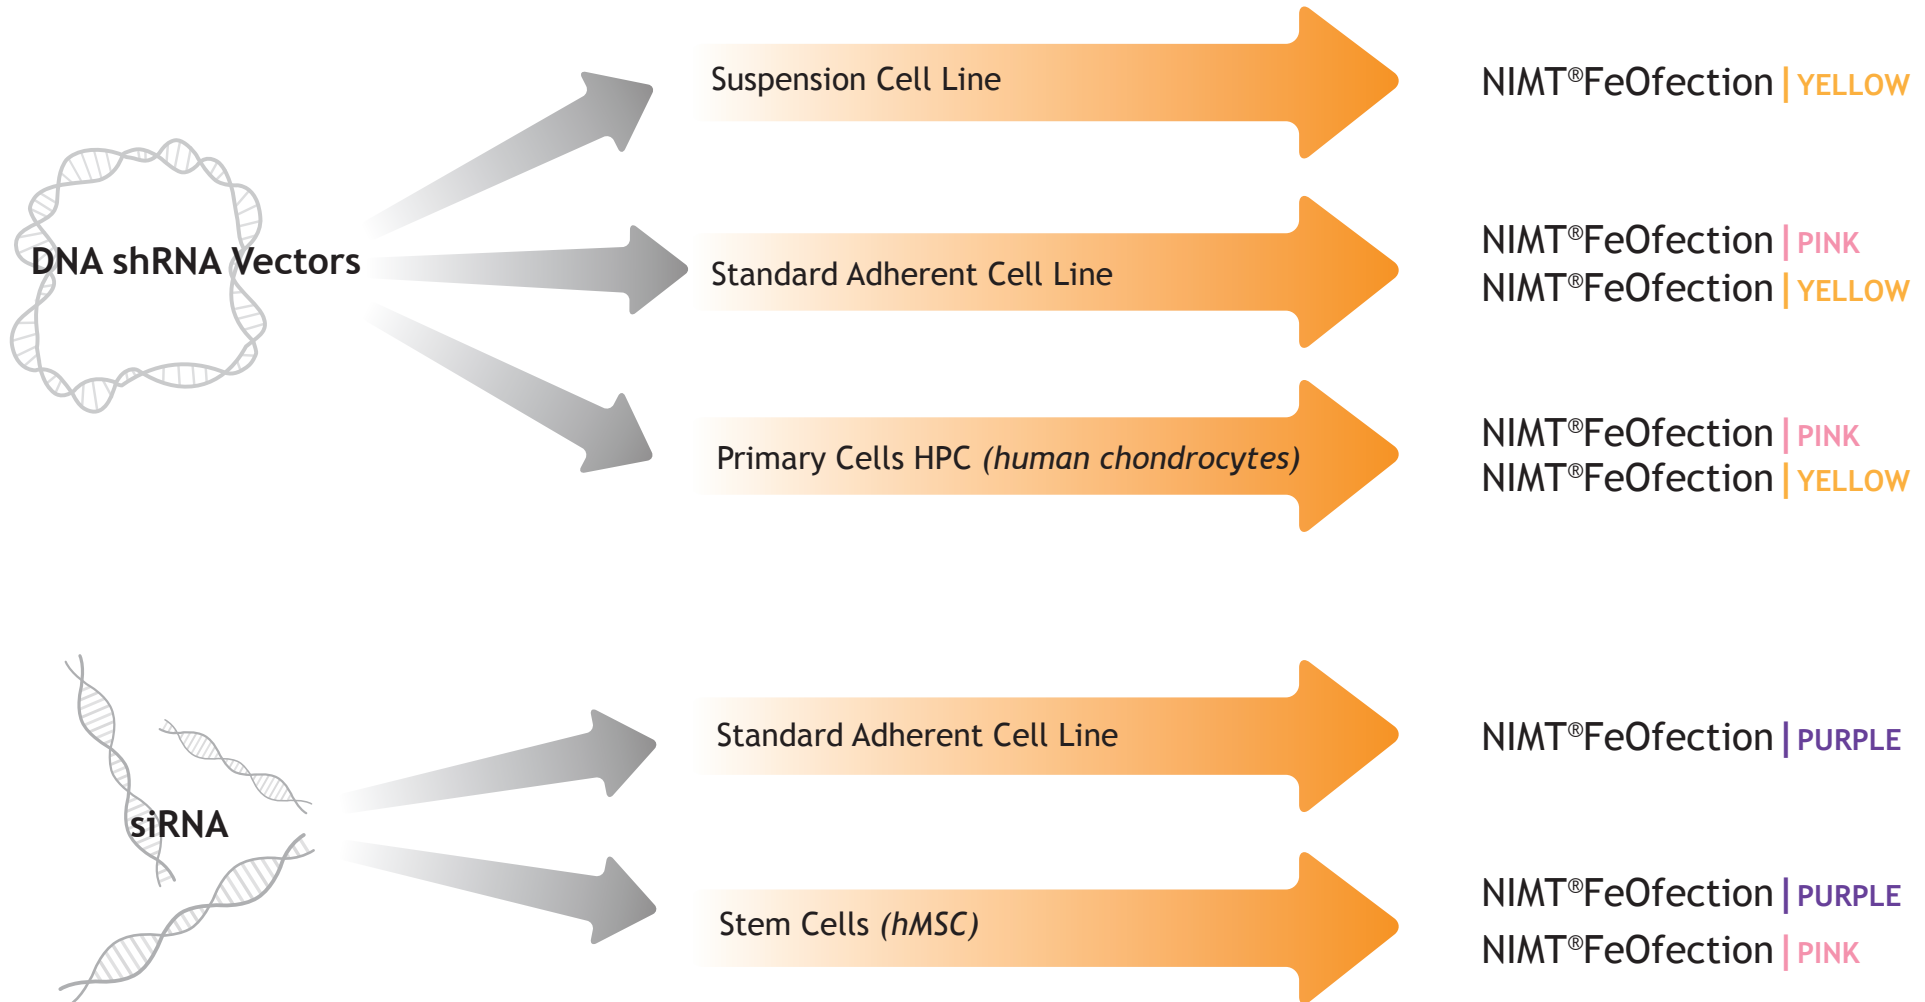 Suspension Cell Line
NIMT®FeOfection | YELLOW
DNA shRNA Vectors
Standard Adherent Cell Line
NIMT®FeOfection | PINK
NIMT®FeOfection | YELLOW
Primary Cells HPC (human chondrocytes)
NIMT®FeOfection | PINK
NIMT®FeOfection | YELLOW
siRNA
Standard Adherent Cell Line
NIMT®FeOfection | PURPLE
Stem Cells (hMSC)
NIMT®FeOfection | PURPLE
NIMT®FeOfection | PINK